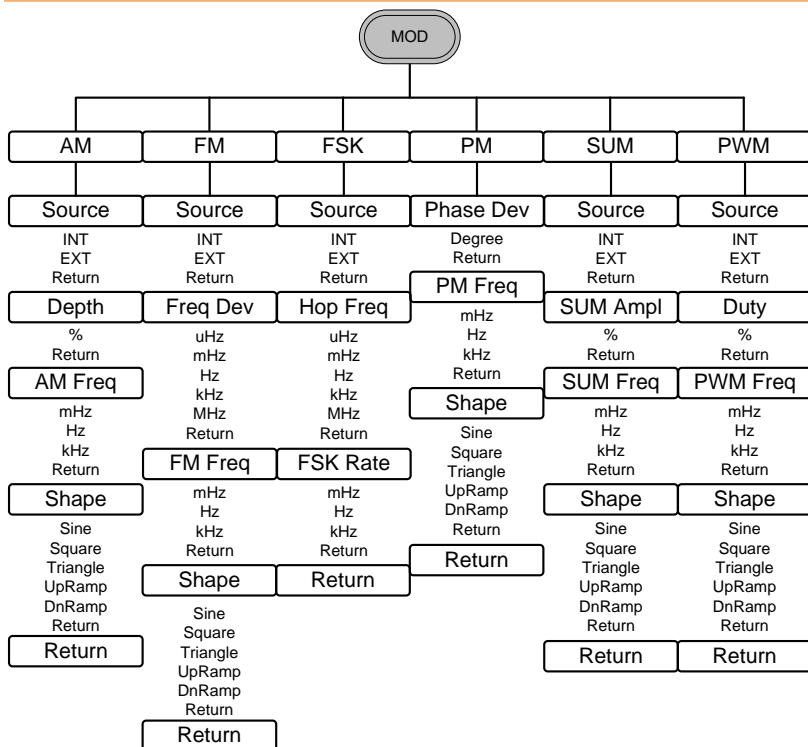 MOD
AM
FM
FSK
PM
SUM
PWM
Source
INT
EXT
Return
Depth
%
Return
AM Freq
mHz
Hz
kHz
Return
Shape
Sine
Square
Triangle
UpRamp
DnRamp
Return
Return
Source
INT
EXT
Return
Freq Dev
uHz
mHz
Hz
kHz
MHz
Return
FM Freq
mHz
Hz
kHz
Return
Shape
Sine
Square
Triangle
UpRamp
DnRamp
Return
Return
Source
INT
EXT
Return
Hop Freq
uHz
mHz
Hz
kHz
MHz
Return
FSK Rate
mHz
Hz
kHz
Return
Return
Phase Dev
Degree
Return
PM Freq
mHz
Hz
kHz
Return
Shape
Sine
Square
Triangle
UpRamp
DnRamp
Return
Return
Source
INT
EXT
Return
SUM Ampl
%
Return
SUM Freq
mHz
Hz
kHz
Return
Shape
Sine
Square
Triangle
UpRamp
DnRamp
Return
Return
Source
INT
EXT
Return
Duty
%
Return
PWM Freq
mHz
Hz
kHz
Return
Shape
Sine
Square
Triangle
UpRamp
DnRamp
Return
Return